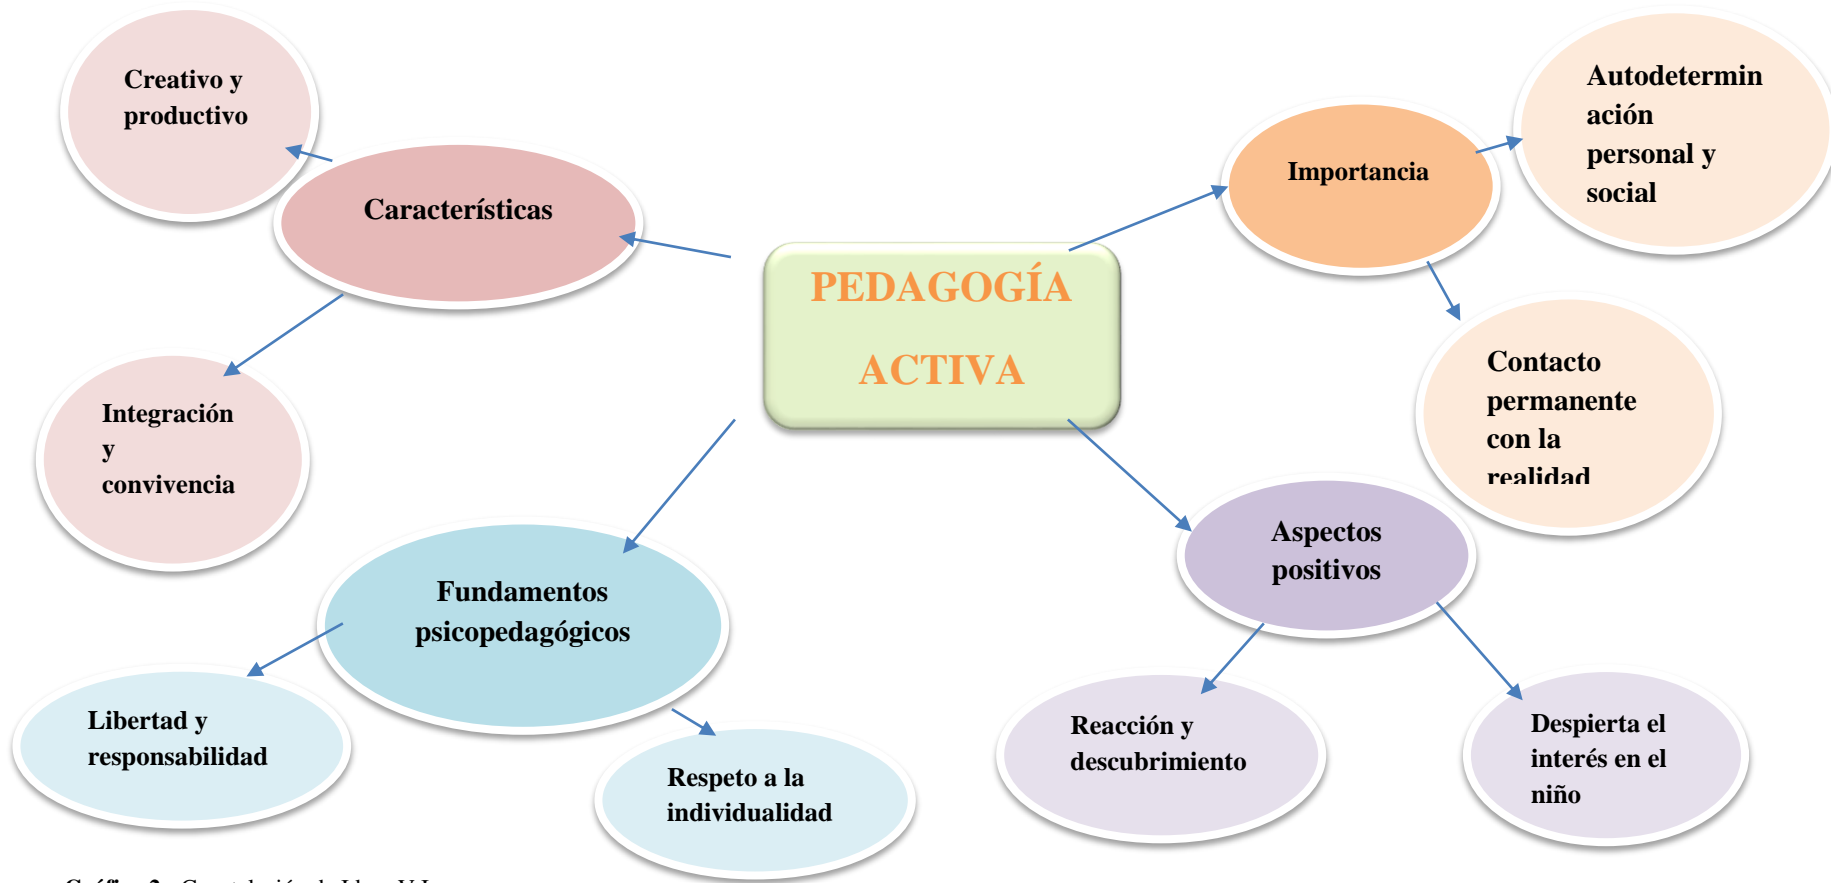 PEDAGOGÍA
ACTIVA
Características
Creativo y
productivo
Integración
y
convivencia
Importancia
Autodetermin
ación
personal y
social
Contacto
permanente
con la
realidad
Fundamentos
psicopedagógicos
Libertad y
responsabilidad
Respeto a la
individualidad
Aspectos
positivos
Reacción y
descubrimiento
Despierta el
interés en el
niño